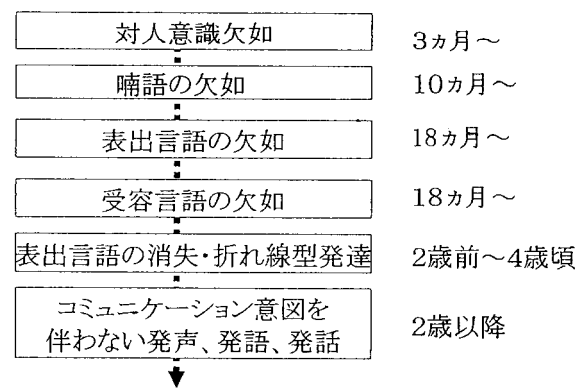 対人意識欠如 3ヵ月～
喃語の欠如 10ヵ月～
表出言語の欠如 18ヵ月～
受容言語の欠如 18ヵ月～
表出言語の消失・折れ線型発達 2歳前～4歳頃
コミュニケーション意図を
伴わない発声、発語、発話 2歳以降